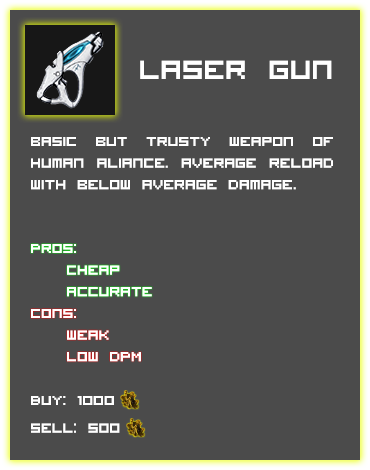 LASER GUN
BASIC BUT TRUSTY WEAPON OF
HUMAN ALIANCE. AVERAGE RELOAD
WITH BELOW AVERAGE DAMAGE.
PROS:
CHEAP
ACCURATE
CONS:
WEAK
LOW DPM
BUY: 1000
SELL: 500